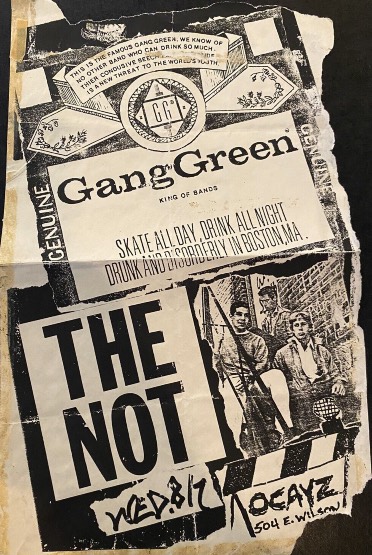 THIS IS THE FAMOUS GANG GREEN. WE KNOW OF
NO OTHER BAND WHO CAN DRINK SO MUCH.
IS A NEW THREAT TO THE WORLD'S YOUTH
GG
GENUINE
GENUINE
Gang Green
KING OF BANDS
SKATE ALL DAY, DRINK ALL NIGHT
AND DISORDERLY IN BOSTON, MA.
THE
NOT
WED. 8/7
OCAYZ
504 E. WILSON